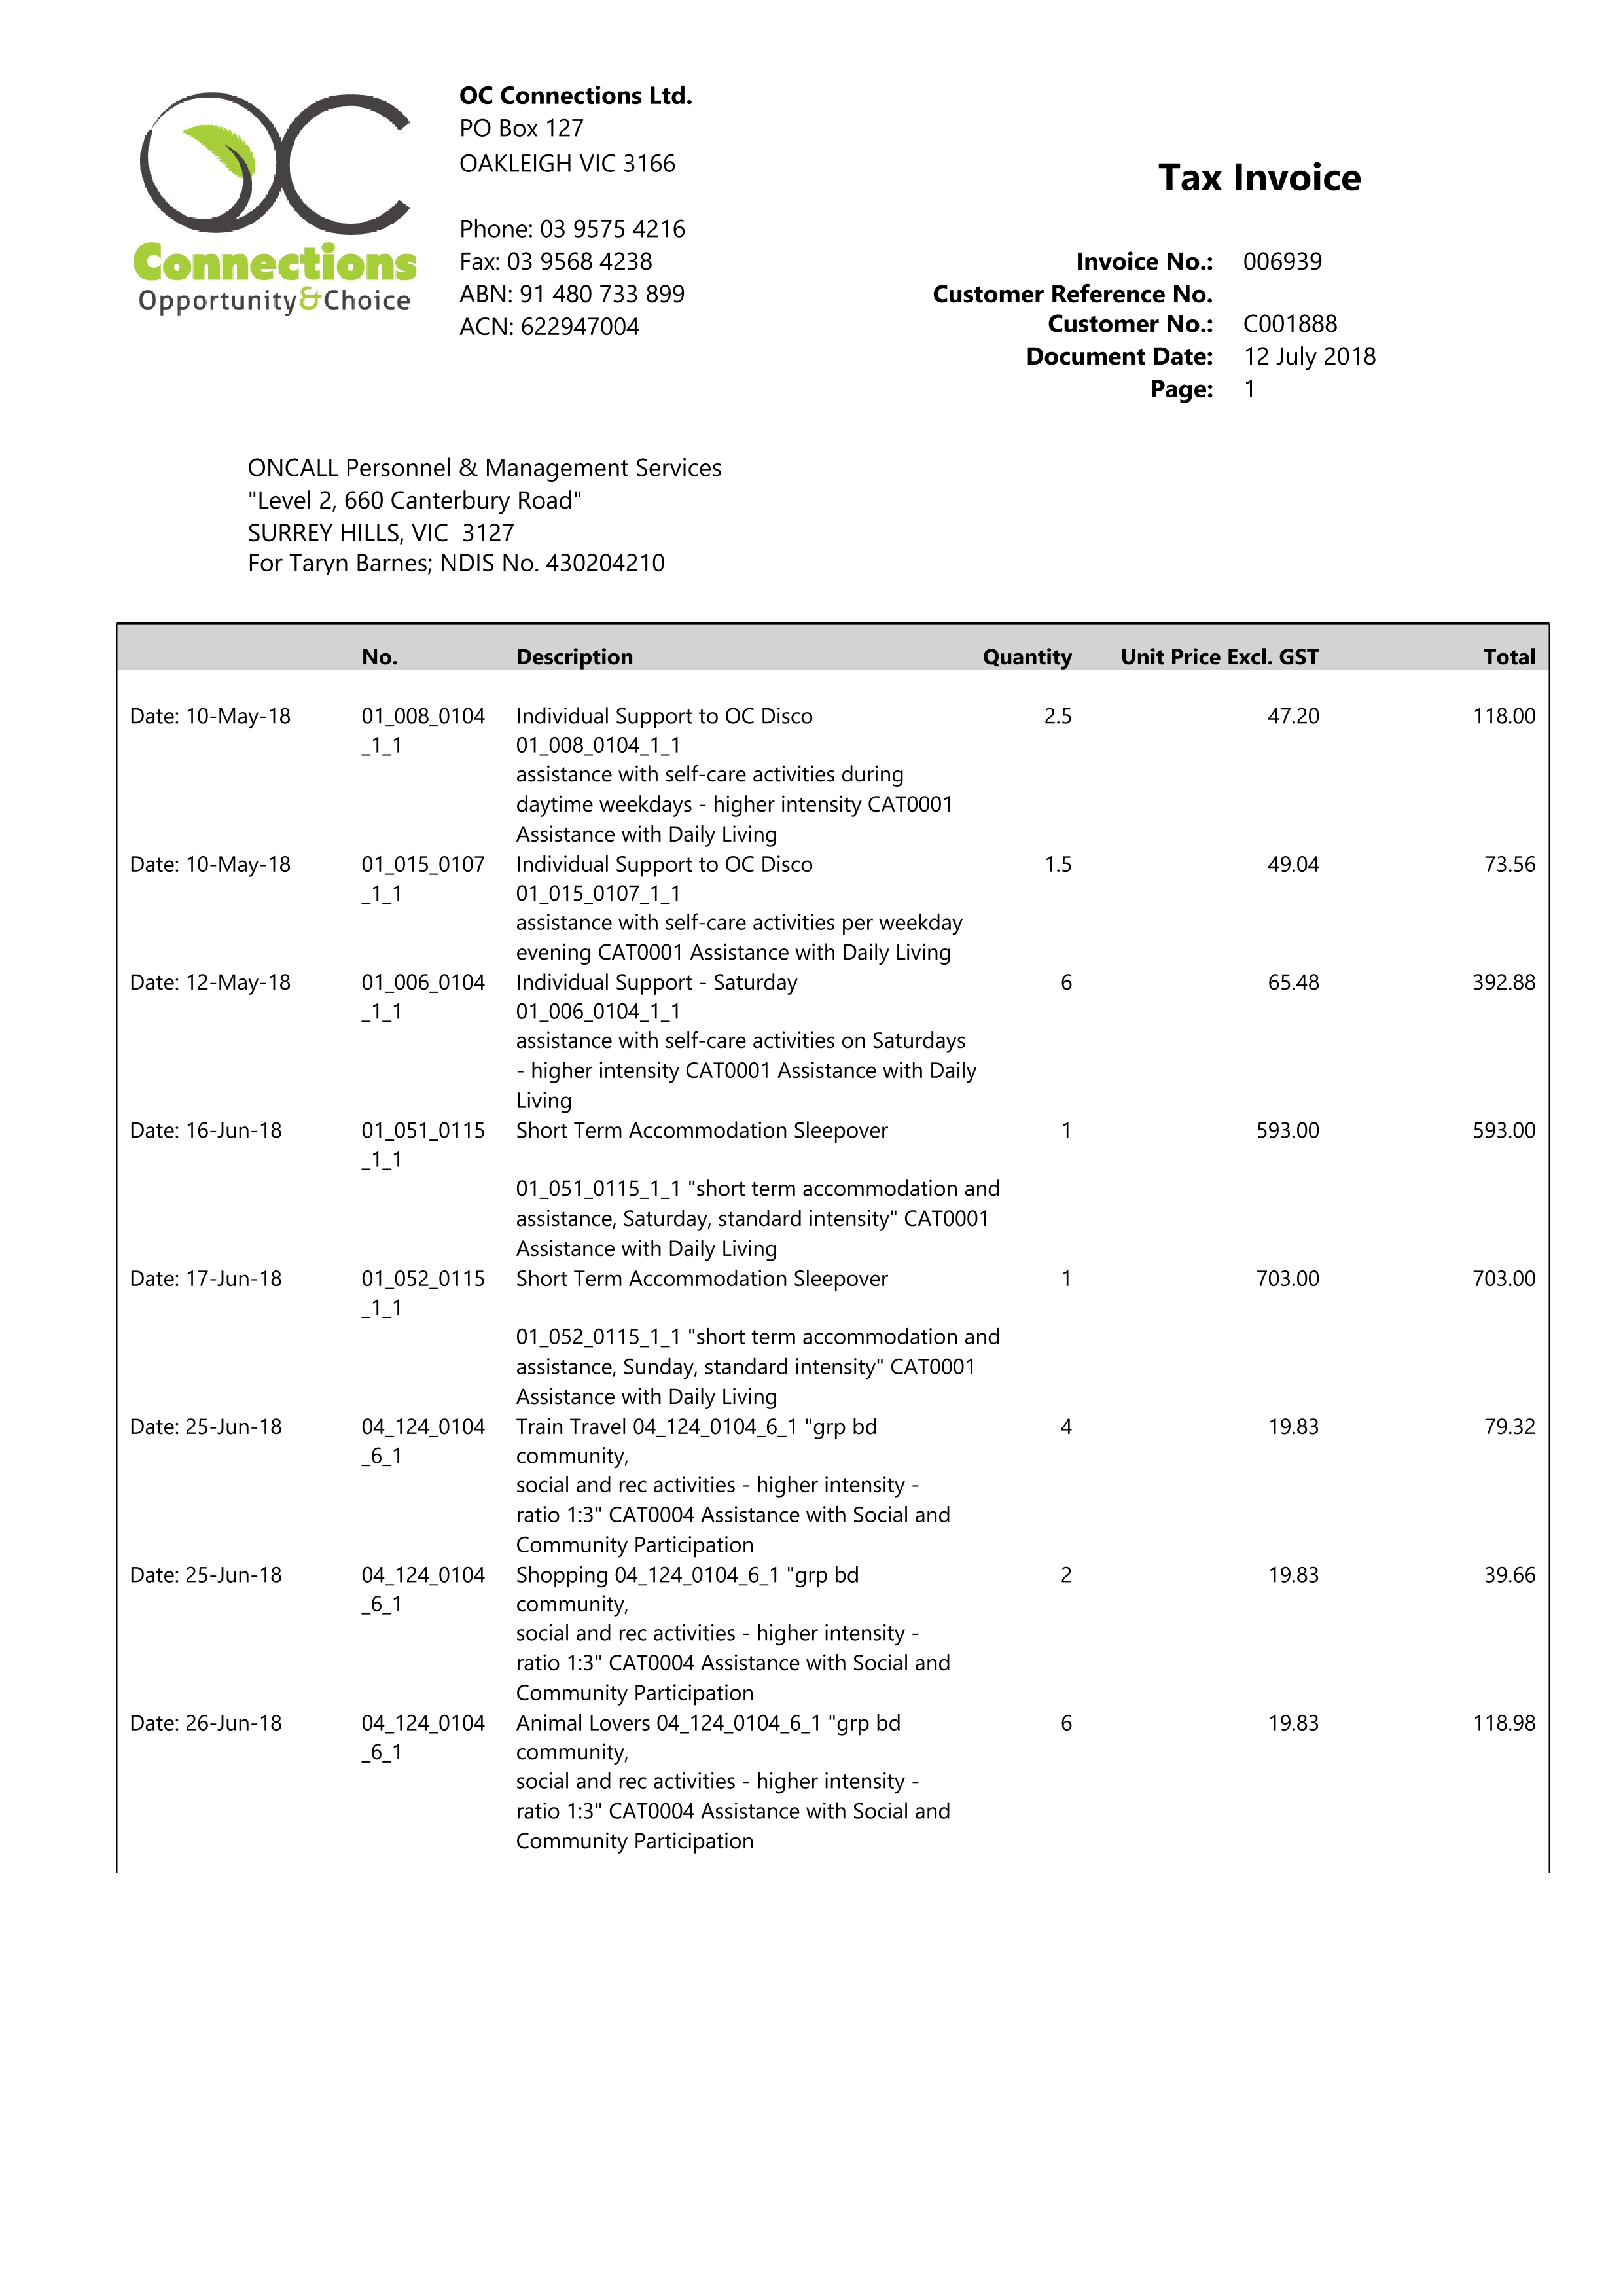 OC
Connections
Opportunity&Choice
OC Connections Ltd.
PO Box 127
OAKLEIGH VIC 3166
Phone: 03 9575 4216
Fax: 03 9568 4238
ABN: 91 480 733 899
ACN: 622947004
Tax Invoice
Invoice No.: 006939
Customer Reference No.
Customer No.: C001888
Document Date: 12 July 2018
Page: 1
ONCALL Personnel & Management Services
"Level 2, 660 Canterbury Road"
SURREY HILLS, VIC  3127
For Taryn Barnes; NDIS No. 430204210
No. Description Quantity Unit Price Excl. GST Total
Date: 10-May-18 01_008_0104 Individual Support to OC Disco 2.5 47.20 118.00
_1_1 01_008_0104_1_1
assistance with self-care activities during
daytime weekdays - higher intensity CAT0001
Assistance with Daily Living
Date: 10-May-18 01_015_0107 Individual Support to OC Disco 1.5 49.04 73.56
_1_1 01_015_0107_1_1
assistance with self-care activities per weekday
evening CAT0001 Assistance with Daily Living
Date: 12-May-18 01_006_0104 Individual Support - Saturday 6 65.48 392.88
_1_1 01_006_0104_1_1
assistance with self-care activities on Saturdays
- higher intensity CAT0001 Assistance with Daily
Living
Date: 16-Jun-18 01_051_0115 Short Term Accommodation Sleepover 1 593.00 593.00
_1_1
01_051_0115_1_1 "short term accommodation and
assistance, Saturday, standard intensity" CAT0001
Assistance with Daily Living
Date: 17-Jun-18 01_052_0115 Short Term Accommodation Sleepover 1 703.00 703.00
_1_1
01_052_0115_1_1 "short term accommodation and
assistance, Sunday, standard intensity" CAT0001
Assistance with Daily Living
Date: 25-Jun-18 04_124_0104 Train Travel 04_124_0104_6_1 "grp bd 4 19.83 79.32
_6_1 community,
social and rec activities - higher intensity -
ratio 1:3" CAT0004 Assistance with Social and
Community Participation
Date: 25-Jun-18 04_124_0104 Shopping 04_124_0104_6_1 "grp bd 2 19.83 39.66
_6_1 community,
social and rec activities - higher intensity -
ratio 1:3" CAT0004 Assistance with Social and
Community Participation
Date: 26-Jun-18 04_124_0104 Animal Lovers 04_124_0104_6_1 "grp bd 6 19.83 118.98
_6_1 community,
social and rec activities - higher intensity -
ratio 1:3" CAT0004 Assistance with Social and
Community Participation